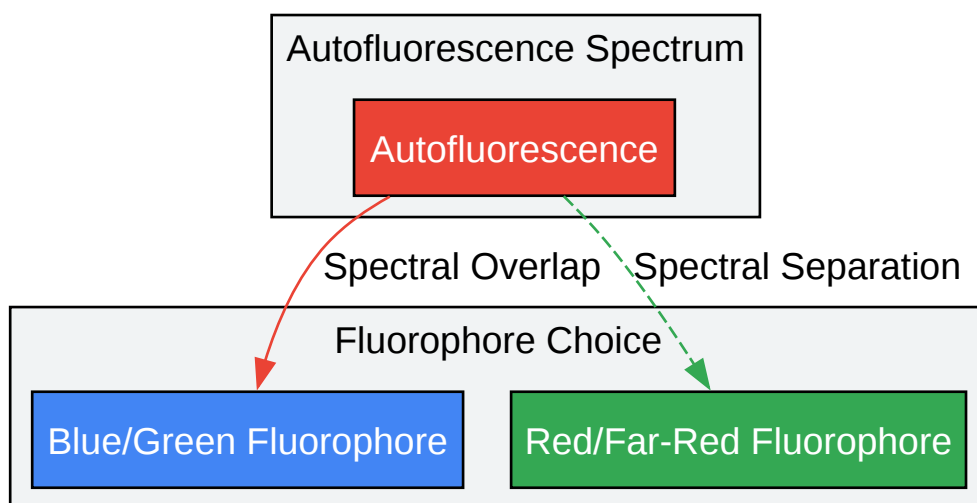 Autofluorescence Spectrum
Autofluorescence
Spectral Overlap
Spectral Separation
Fluorophore Choice
Blue/Green Fluorophore
Red/Far-Red Fluorophore